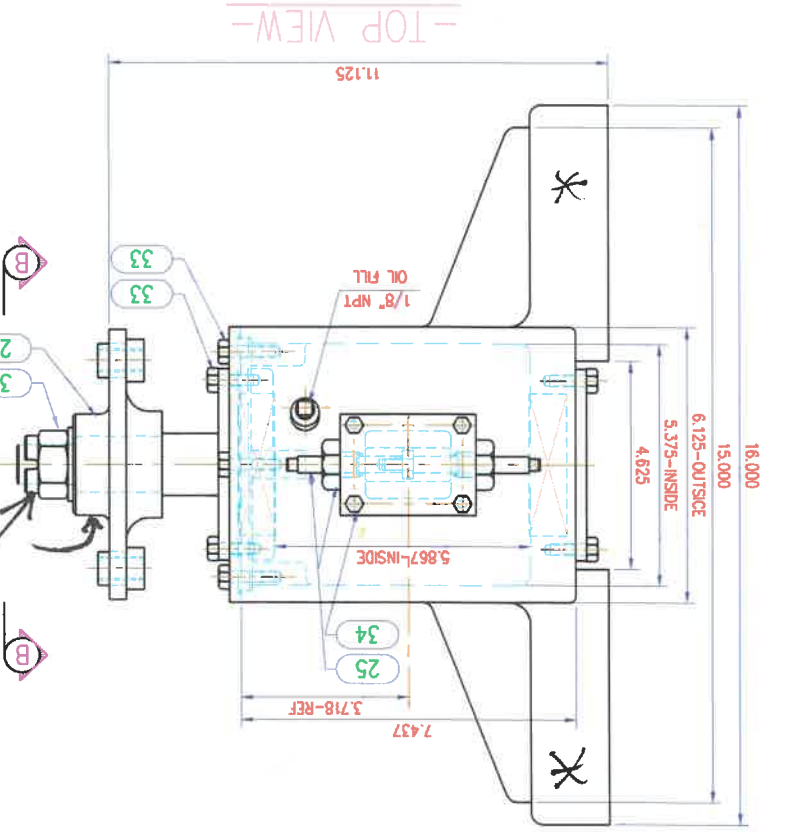 7.437
3.718-REF
25
34
B
5.867-INSIDE
16.000
15.000
6.125-OUTSICE
5.375-INSIDE
4.625
3
2
1/8" NPT
OIL FILL
33
33
B
11.125
-TOP VIEW-